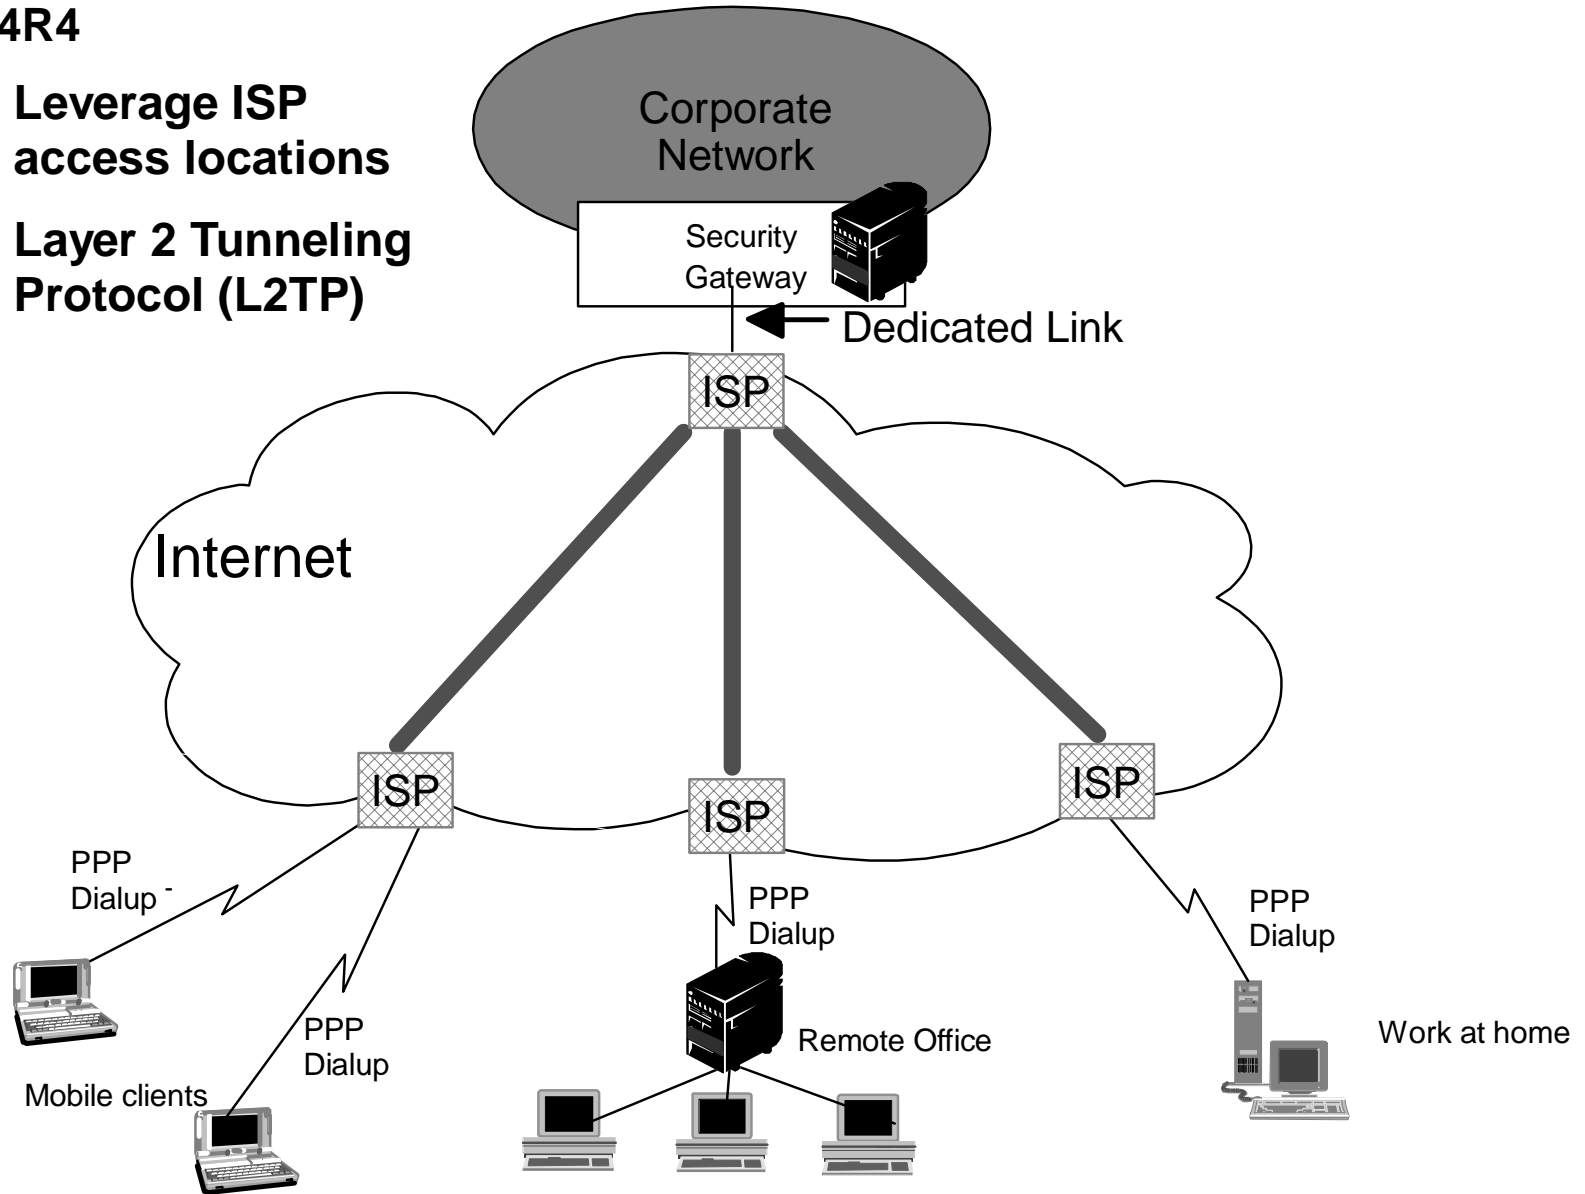 4R4
Leverage ISP
access locations
Layer 2 Tunneling
Protocol (L2TP)
Corporate
Network
Security
Gateway
Dedicated Link
ISP
Internet
ISP
ISP
ISP
PPP
Dialup -
PPP
Dialup
PPP
Dialup
PPP
Dialup
Remote Office
Work at home
Mobile clients